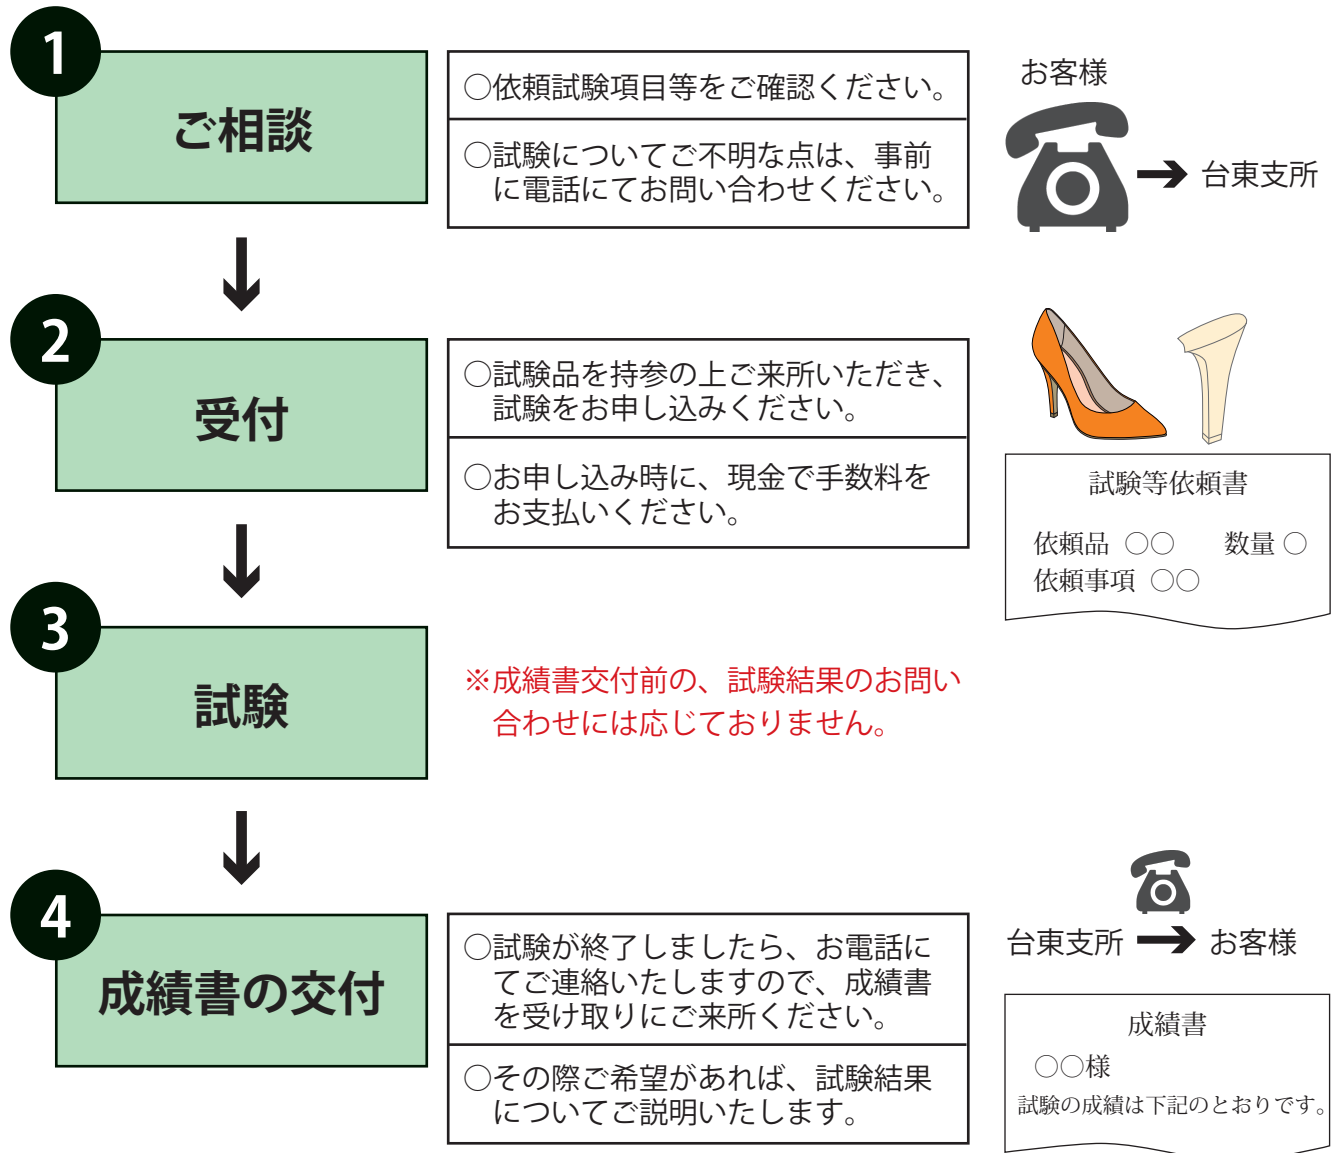 1
ご相談
○依頼試験項目等をご確認ください。
○試験についてご不明な点は、事前
に電話にてお問い合わせください。
お客様
台東支所
2
受付
○試験品を持参の上ご来所いただき、
試験をお申し込みください。
○お申し込み時に、現金で手数料を
お支払いください。
試験等依頼書
依頼品 ○○ 数量 ○
依頼事項 ○○
3
試験
※成績書交付前の、試験結果のお問い
合わせには応じておりません。
4
成績書の交付
○試験が終了しましたら、お電話に
てご連絡いたしますので、成績書
を受け取りにご来所ください。
○その際ご希望があれば、試験結果
についてご説明いたします。
台東支所 お客様
成績書
○○様
試験の成績は下記のとおりです。